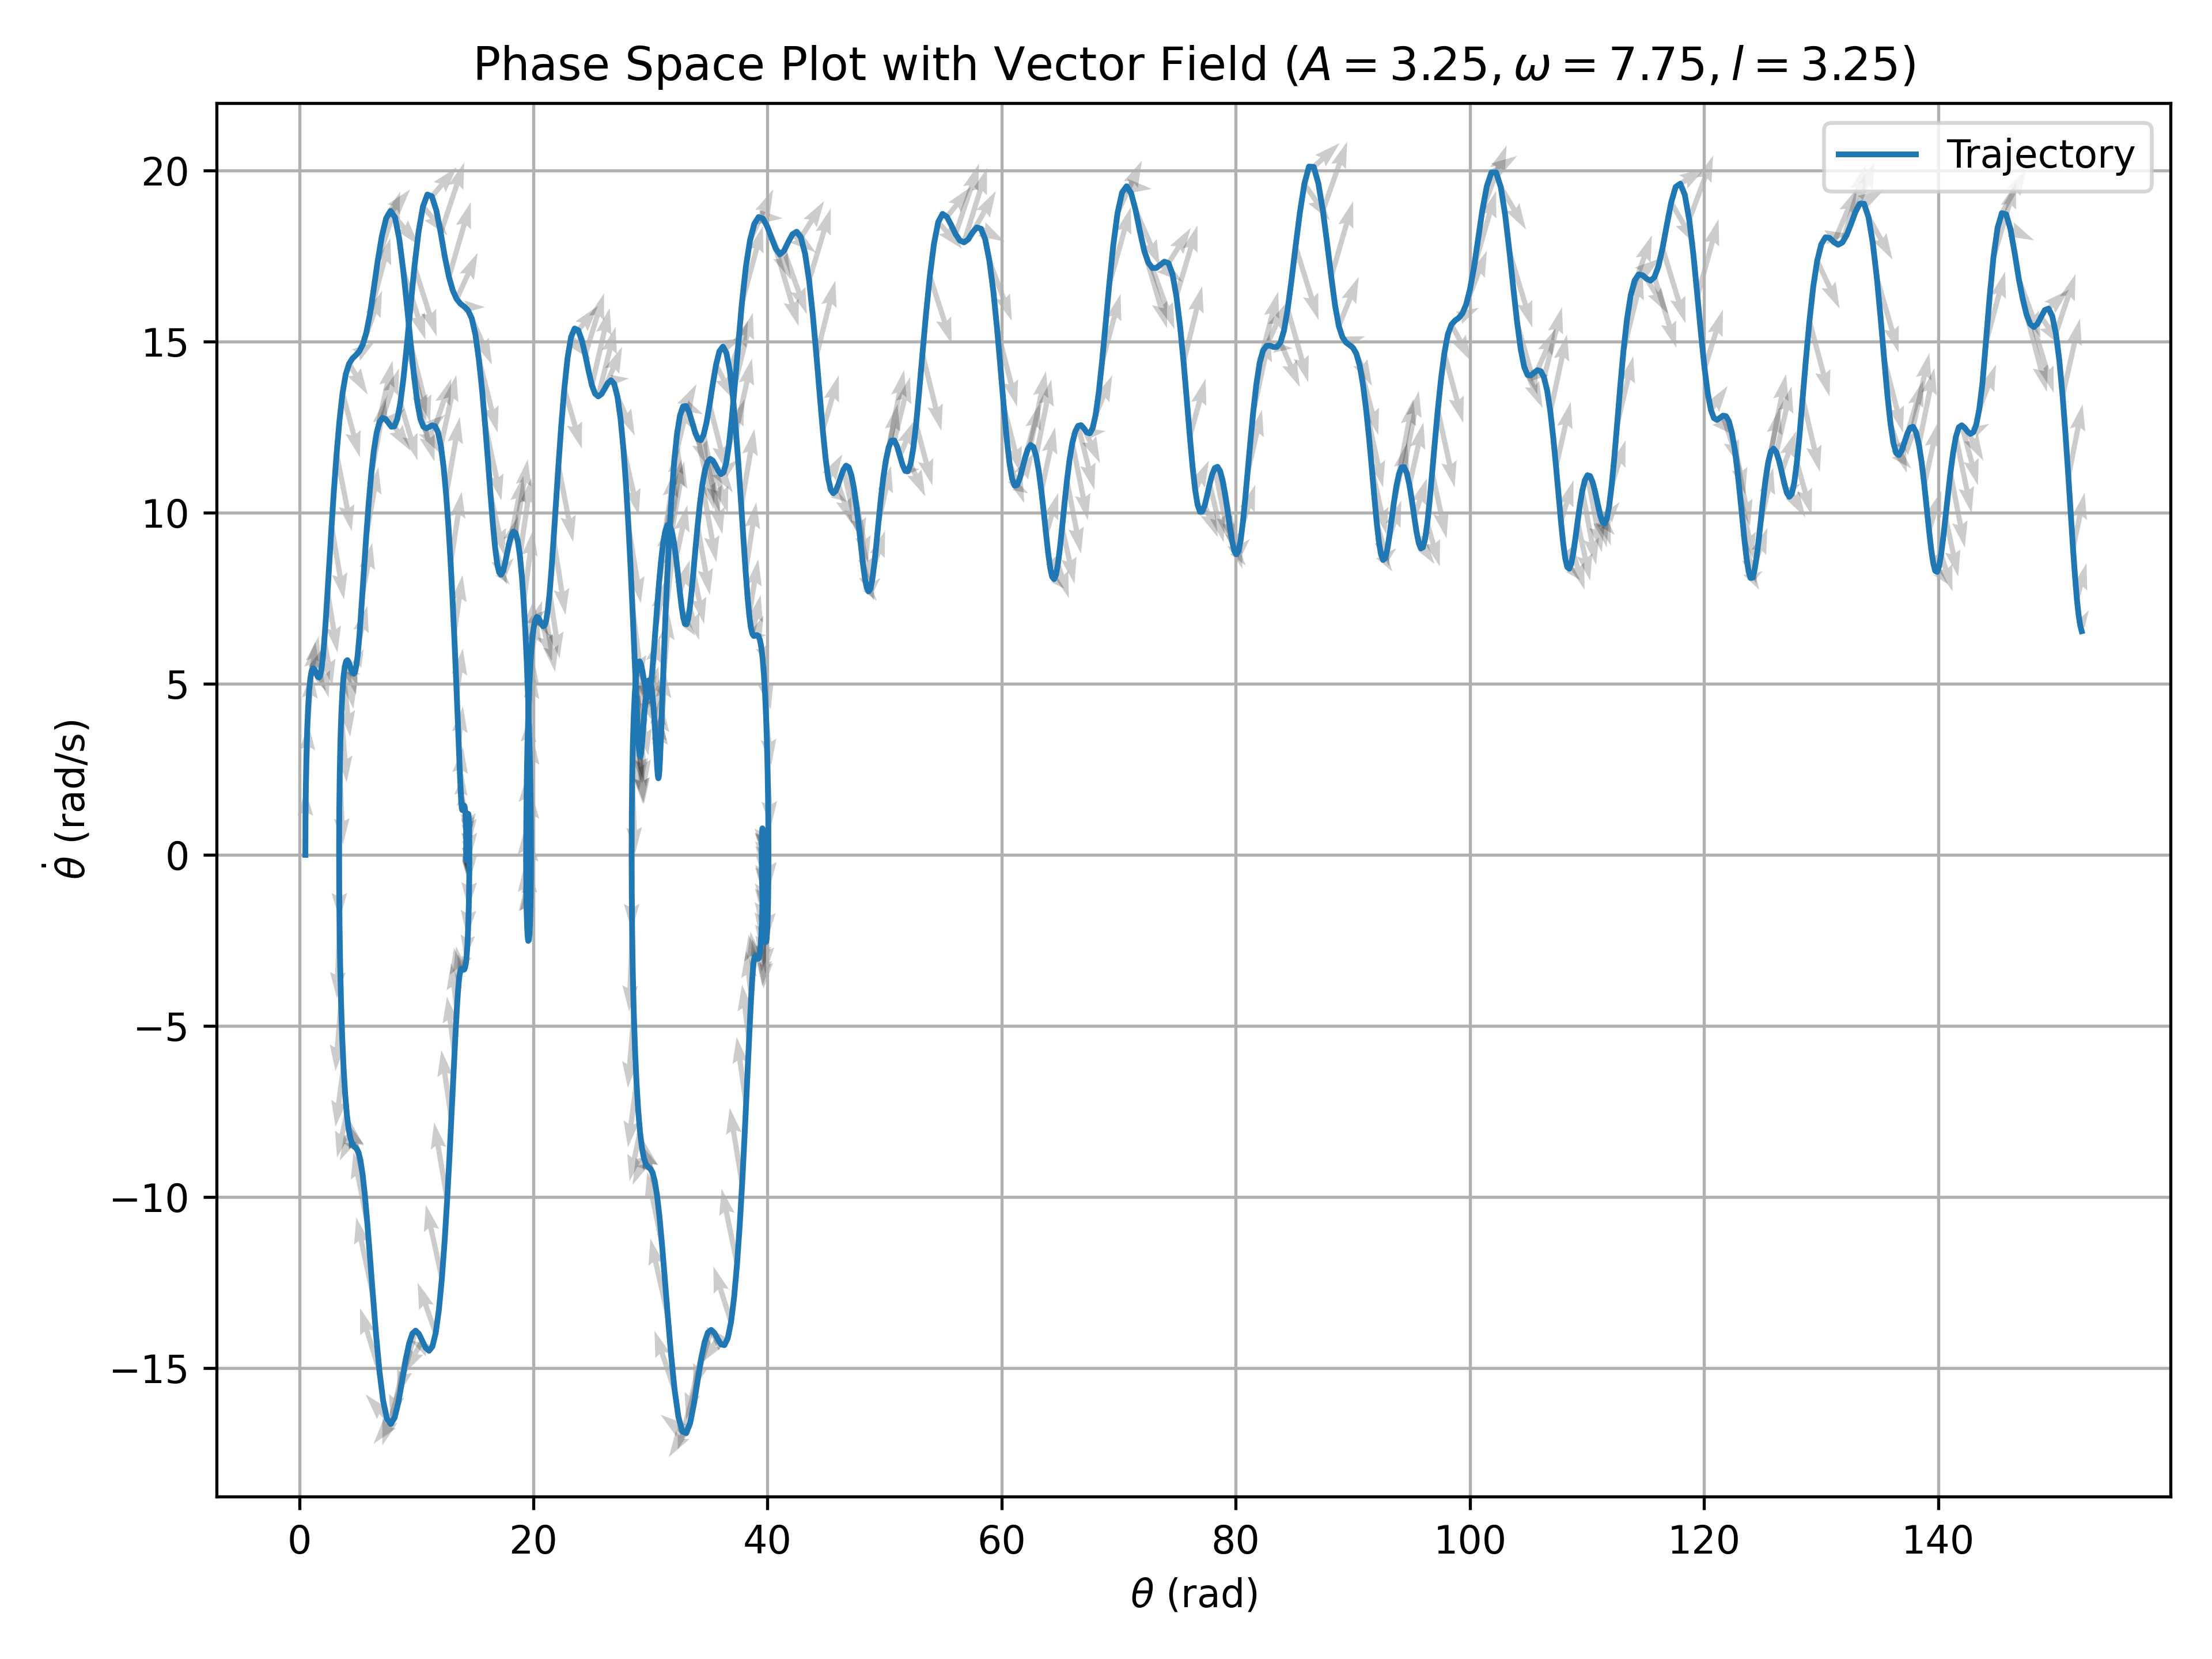 Phase Space Plot with Vector Field (A = 3.25, ω = 7.75, l = 3.25)
Trajectory
20
15
10
5
0
−5
−10
−15
θ̇ (rad/s)
0 20 40 60 80 100 120 140
θ (rad)